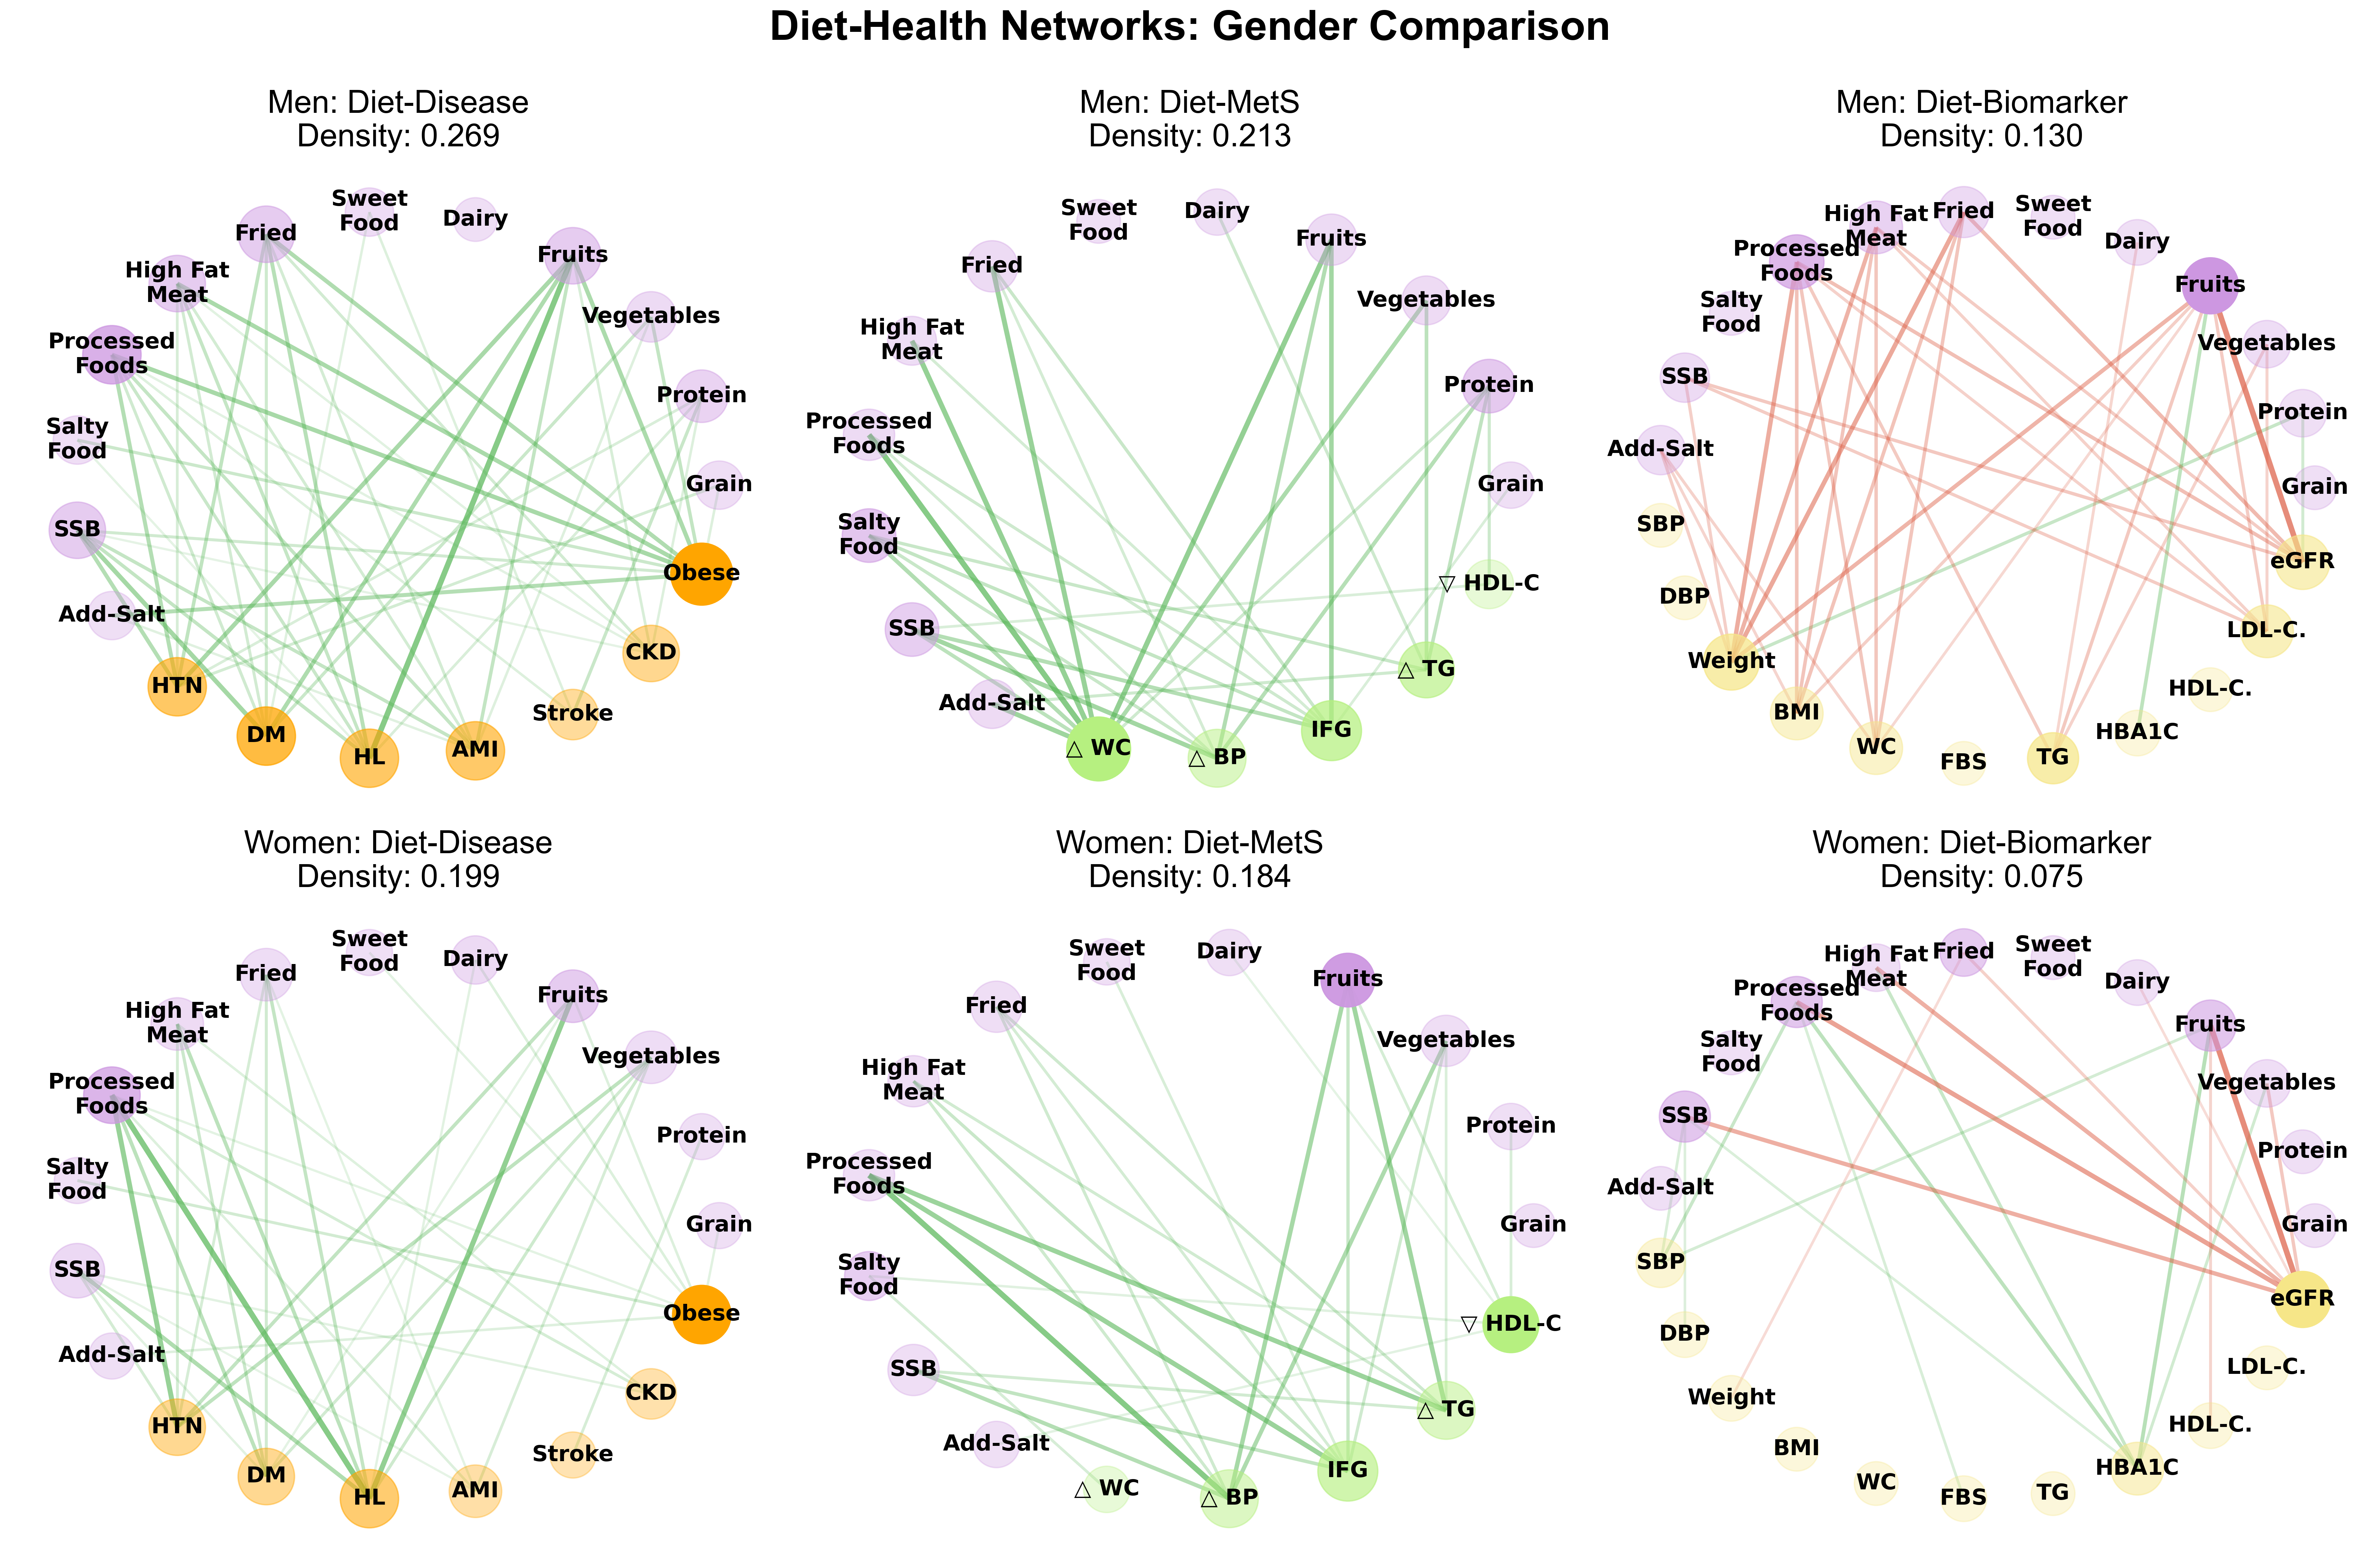 Diet-Health Networks: Gender Comparison
Men: Diet-Disease
Density: 0.269
Sweet
Food
Dairy
Fried
Fruits
High Fat
Meat
Vegetables
Processed
Foods
Protein
Salty
Food
Grain
SSB
Obese
Add-Salt
CKD
HTN
Stroke
DM
AMI
HL
Men: Diet-MetS
Density: 0.213
Sweet
Food
Dairy
Fried
Fruits
High Fat
Meat
Vegetables
Processed
Foods
Protein
Salty
Food
Grain
SSB
▽ HDL-C
Add-Salt
△ TG
△ WC
△ BP
IFG
Men: Diet-Biomarker
Density: 0.130
High Fat
Meat
Fried
Sweet
Food
Dairy
Processed
Foods
Fruits
Salty
Food
Vegetables
SSB
Protein
Add-Salt
Grain
SBP
eGFR
DBP
LDL-C.
Weight
HDL-C.
BMI
HBA1C
WC
FBS
TG
Women: Diet-Disease
Density: 0.199
Sweet
Food
Dairy
Fried
Fruits
High Fat
Meat
Vegetables
Processed
Foods
Protein
Salty
Food
Grain
SSB
Obese
Add-Salt
CKD
HTN
Stroke
DM
AMI
HL
Women: Diet-MetS
Density: 0.184
Sweet
Food
Dairy
Fried
Fruits
High Fat
Meat
Vegetables
Processed
Foods
Protein
Salty
Food
Grain
SSB
▽ HDL-C
Add-Salt
△ TG
△ WC
△ BP
IFG
Women: Diet-Biomarker
Density: 0.075
High Fat
Meat
Fried
Sweet
Food
Dairy
Processed
Foods
Fruits
Salty
Food
Vegetables
SSB
Protein
Add-Salt
Grain
SBP
eGFR
DBP
LDL-C.
Weight
HDL-C.
BMI
HBA1C
WC
FBS
TG